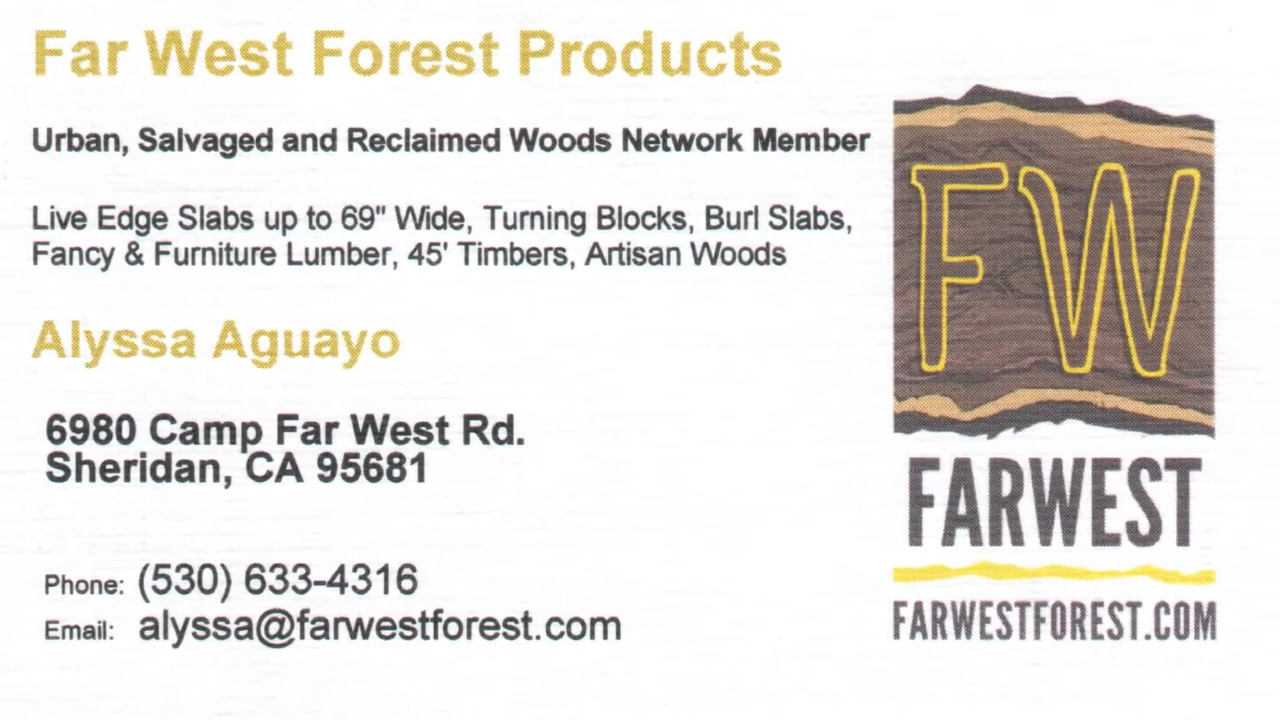 Far West Forest Products
Urban, Salvaged and Reclaimed Woods Network Member
Live Edge Slabs up to 69" Wide, Turning Blocks, Burl Slabs,
Fancy & Furniture Lumber, 45' Timbers, Artisan Woods
Alyssa Aguayo
6980 Camp Far West Rd.
Sheridan, CA 95681
Phone: (530) 633-4316
Email: alyssa@farwestforest.com
FW
FARWEST
FARWESTFOREST.COM